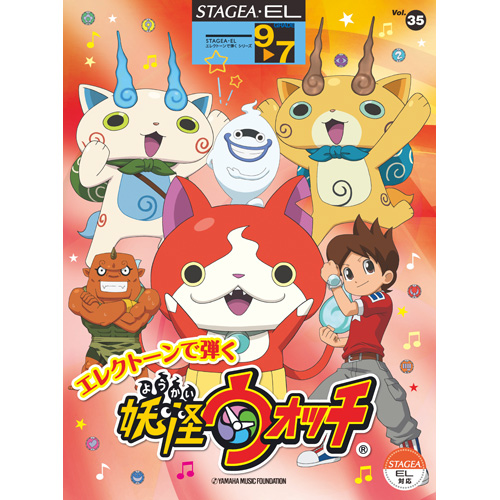 STAGEA・EL
Vol. 35
STAGEA・EL
エレクトーンで弾くシリーズ
9▶7
エレクトーンで弾く
ようかい
妖怪ウォッチ®
YAMAHA MUSIC FOUNDATION
STAGEA
EL
対応